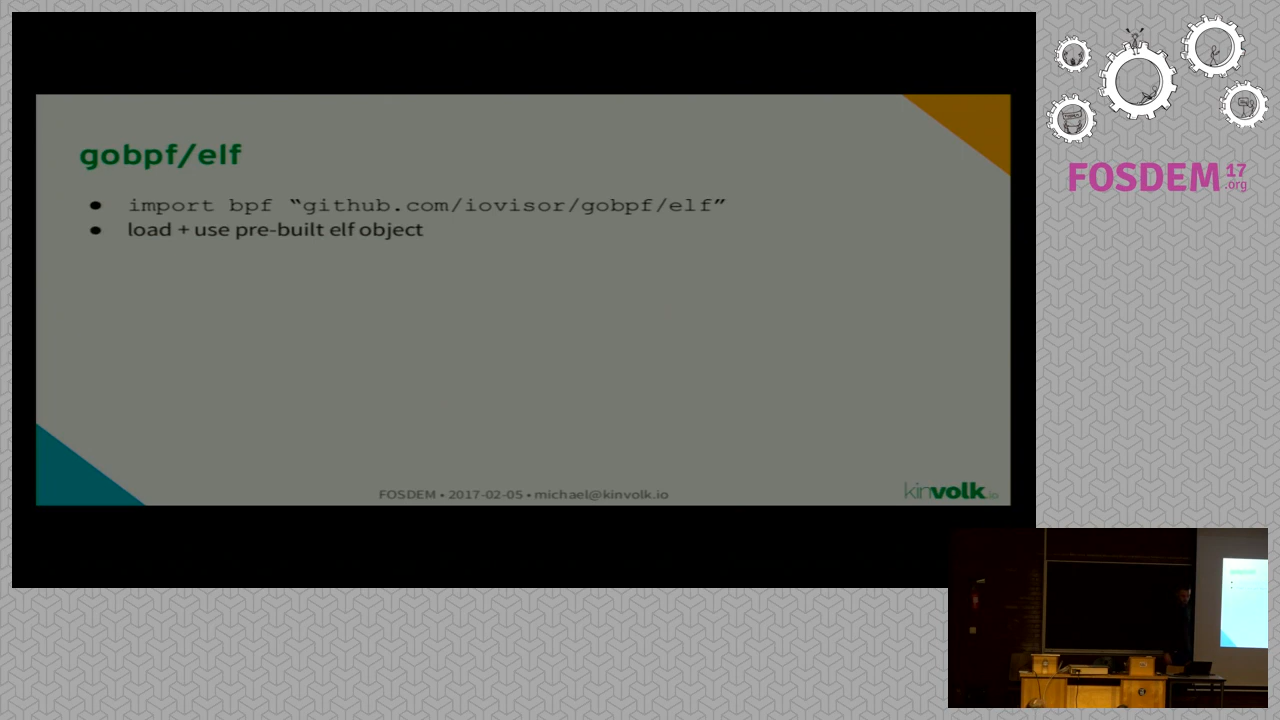 gobpf/elf
● import bpf “github.com/iovisor/gobpf/elf”
● load + use pre-built elf object
FOSDEM • 2017-02-05 • michael@kinvolk.io
kinvolk.io
FOSDEM 17 .org